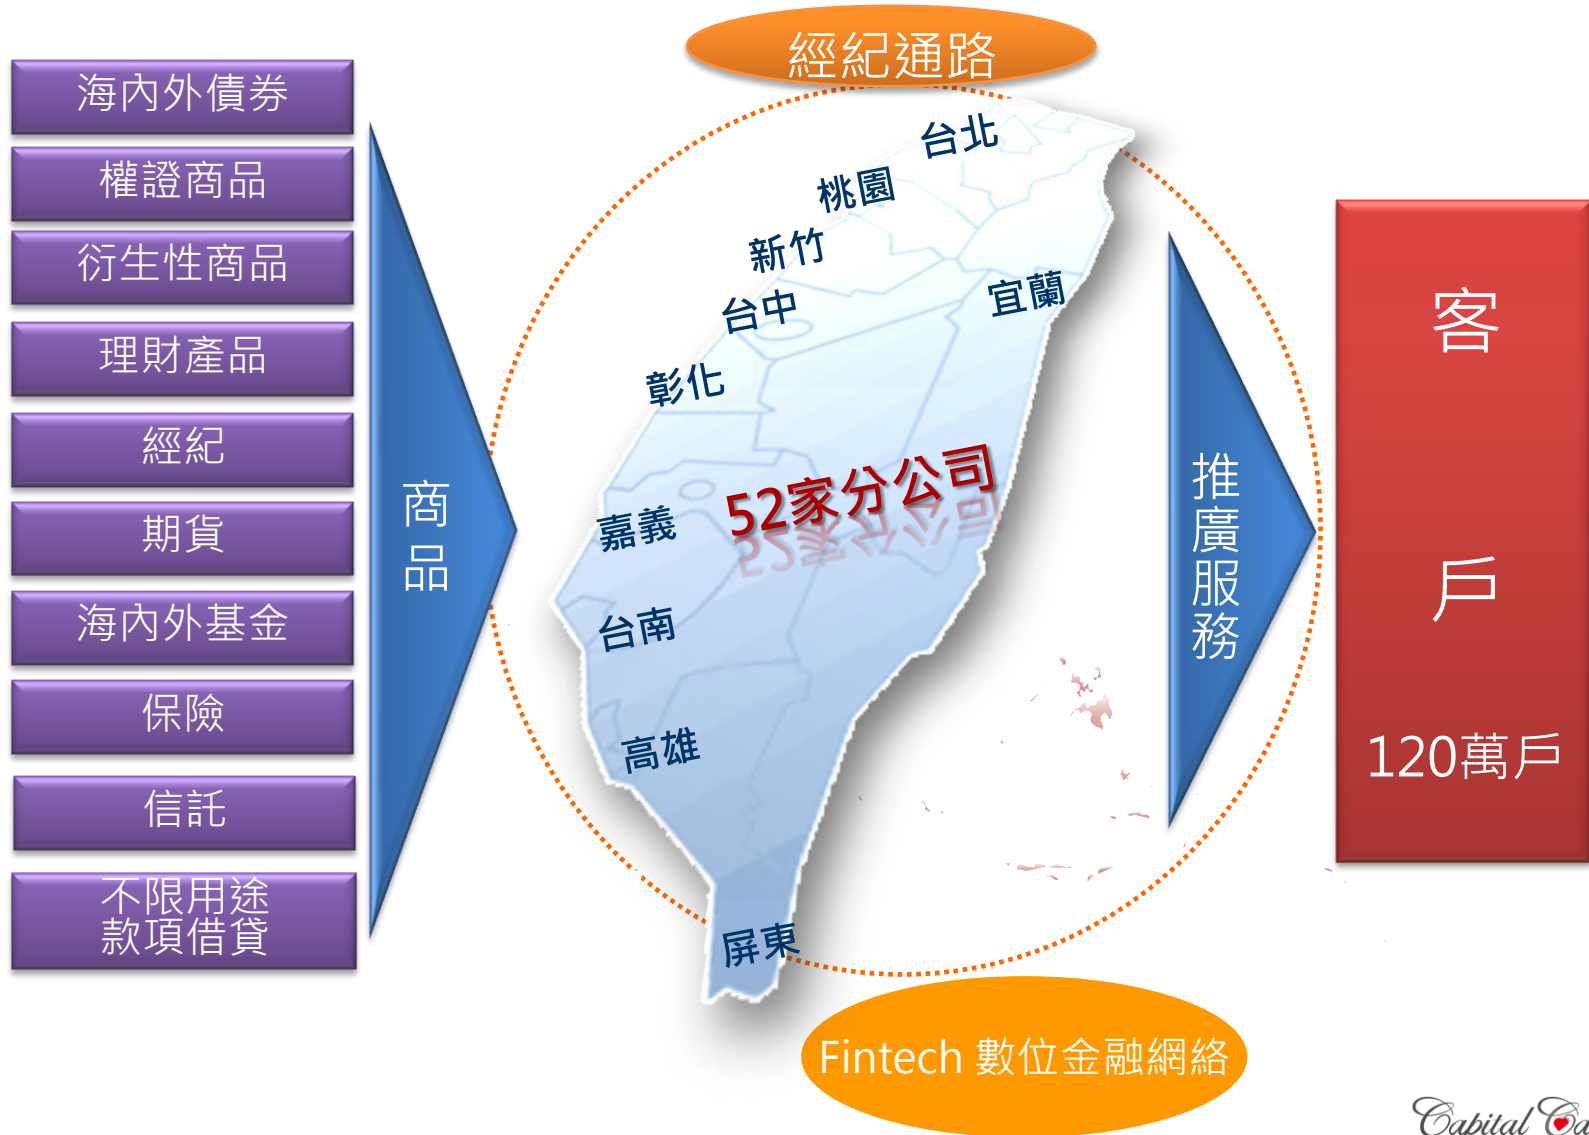 經紀通路
海內外債券
權證商品
衍生性商品
理財產品
經紀
期貨
海內外基金
保險
信託
不限用途
款項借貸
商品
台北
桃園
新竹
台中
宜蘭
彰化
52家分公司
嘉義
台南
高雄
屏東
推廣服務
客戶
120萬戶
Fintech 數位金融網絡
Capital Ca